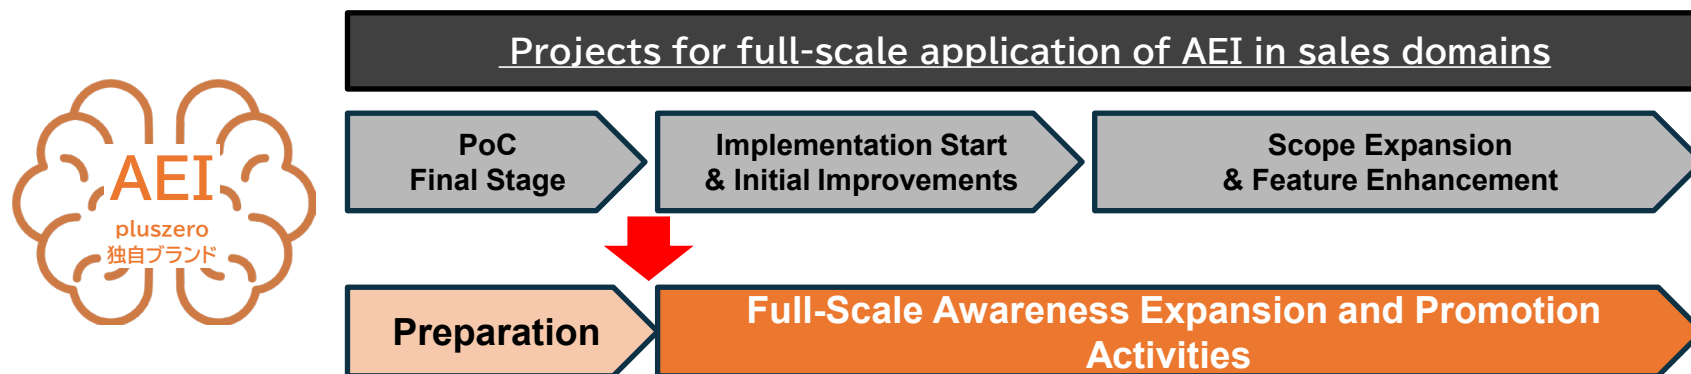 Projects for full-scale application of AEI in sales domains
AEI
pluszero
独自ブランド
PoC
Final Stage
Implementation Start
& Initial Improvements
Scope Expansion
& Feature Enhancement
Preparation
Full-Scale Awareness Expansion and Promotion
Activities